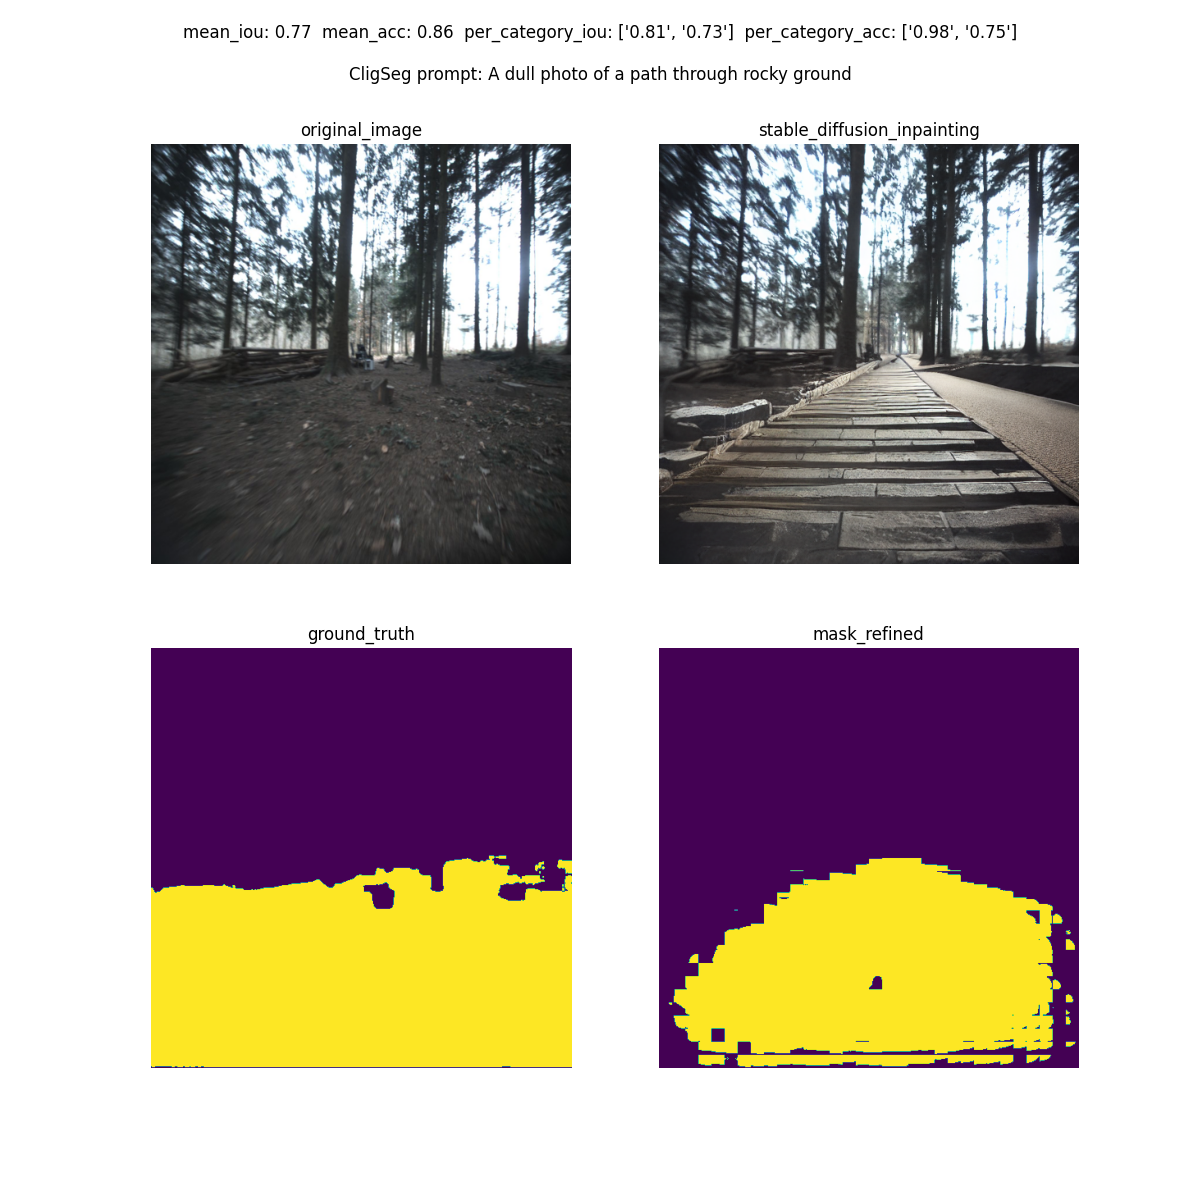 mean_iou: 0.77  mean_acc: 0.86  per_category_iou: ['0.81', '0.73']  per_category_acc: ['0.98', '0.75']
CligSeg prompt: A dull photo of a path through rocky ground
original_image
stable_diffusion_inpainting
ground_truth
mask_refined